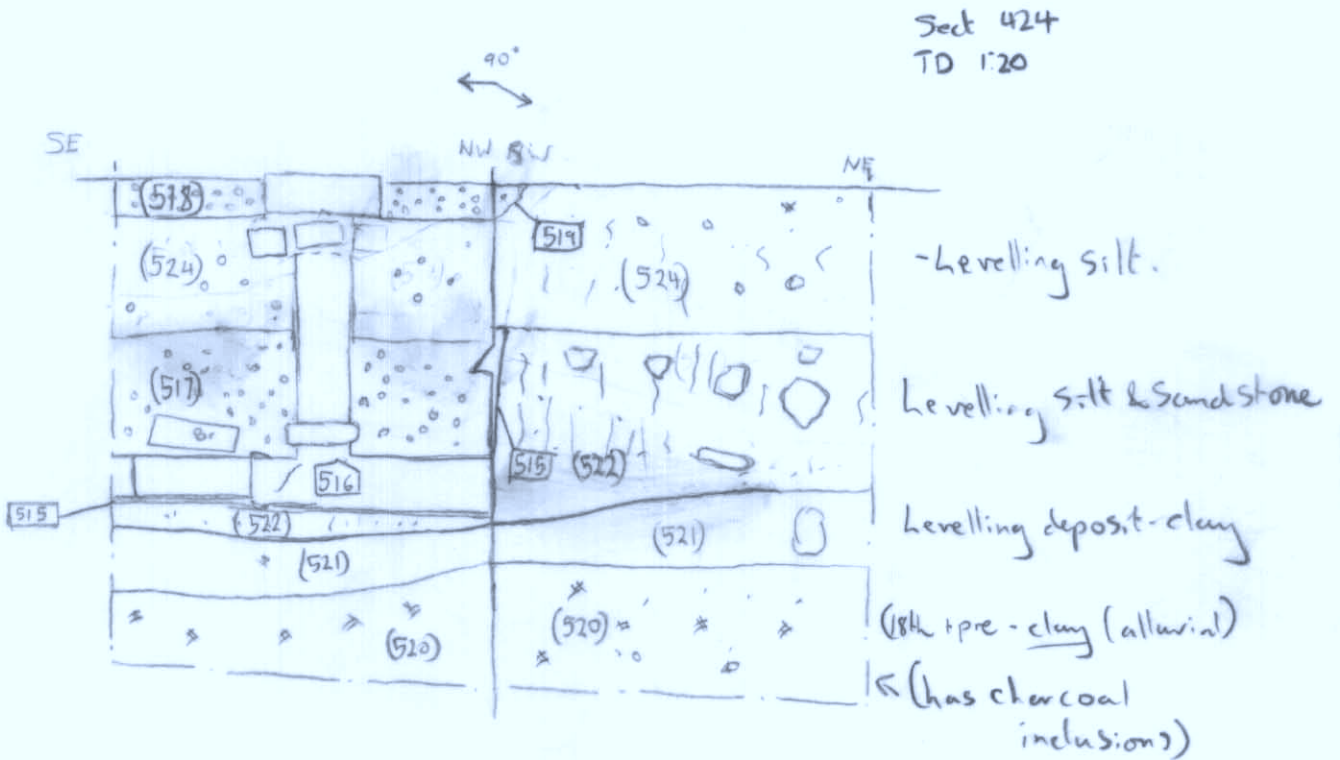 Sect 424
TD 1:20
90°
SE
NW SW
NE
(518)
519
(524)
(524)
-Levelling silt.
(517)
Br
Levelling silt & Sandstone
515
(522)
516
515
(522)
(521)
(521)
Levelling deposit-clay
(520)
(520)
(18th + pre - clay (alluvial)
(has charcoal
inclusions)